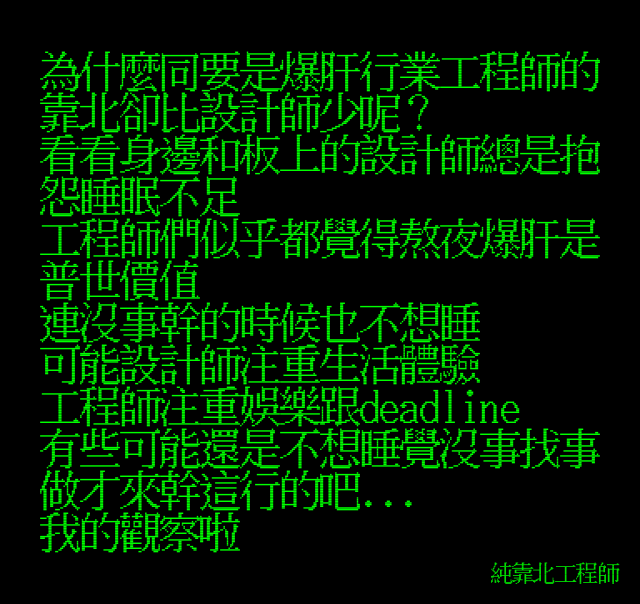 為什麼同要是爆肝行業工程師的
靠北卻比設計師少呢？
看看身邊和板上的設計師總是抱
怨睡眠不足
工程師們似乎都覺得熬夜爆肝是
普世價值
連沒事幹的時候也不想睡
可能設計師注重生活體驗
工程師注重娛樂跟deadline
有些可能還是不想睡覺沒事找事
做才來幹這行的吧...
我的觀察啦
純靠北工程師